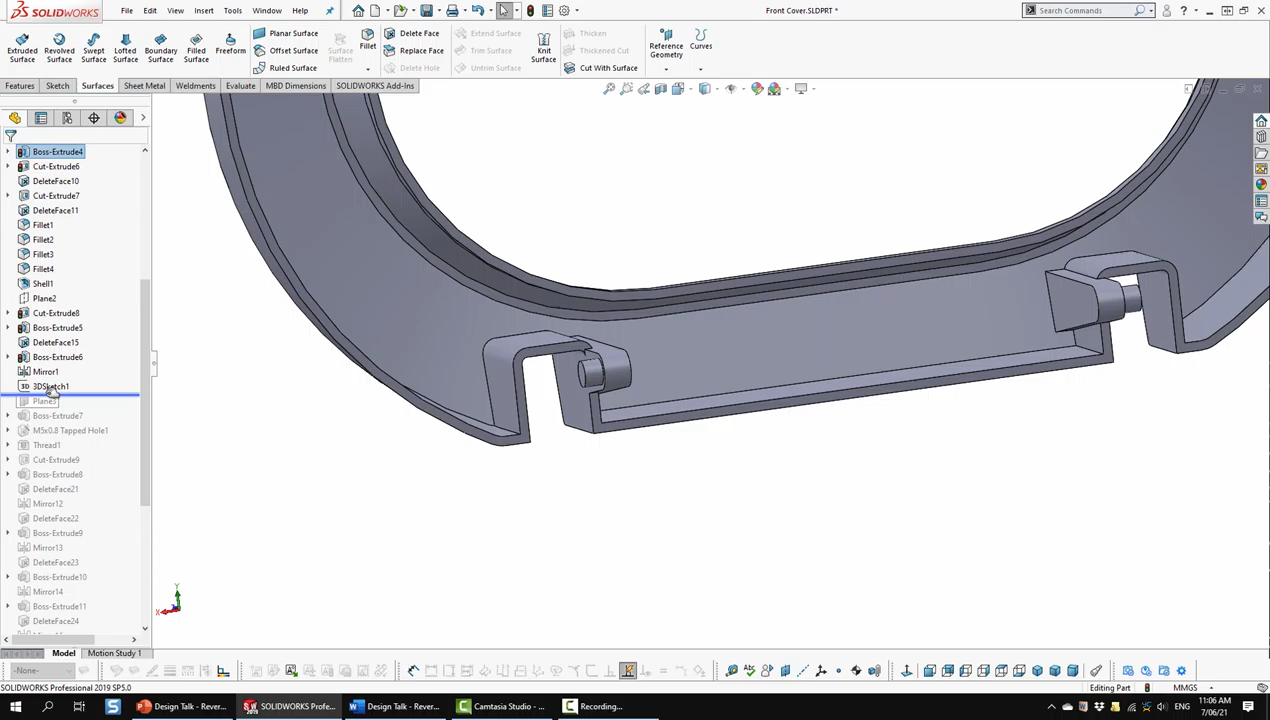 SOLIDWORKS
File
Edit
View
Insert
Tools
Window
Help
Front Cover.SLDPRT *
Search Commands
Extruded Surface
Revolved Surface
Swept Surface
Lofted Surface
Boundary Surface
Filled Surface
Freeform
Planar Surface
Offset Surface
Ruled Surface
Surface Flatten
Fillet
Delete Face
Replace Face
Delete Hole
Extend Surface
Trim Surface
Untrim Surface
Knit Surface
Thicken
Thickened Cut
Cut With Surface
Reference Geometry
Curves
Features
Sketch
Surfaces
Sheet Metal
Weldments
Evaluate
MBD Dimensions
SOLIDWORKS Add-Ins
Boss-Extrude4
Cut-Extrude6
DeleteFace10
Cut-Extrude7
DeleteFace11
Fillet1
Fillet2
Fillet3
Fillet4
Shell1
Plane2
Cut-Extrude8
Boss-Extrude5
DeleteFace15
Boss-Extrude6
Mirror1
3D 3DSketch1
Boss-Extrude7
M5x0.8 Tapped Hole1
Thread1
Cut-Extrude9
Boss-Extrude8
DeleteFace21
Mirror12
DeleteFace22
Boss-Extrude9
Mirror13
DeleteFace23
Boss-Extrude10
Mirror14
Boss-Extrude11
DeleteFace24
Y
X
Model
Motion Study 1
-None-
SOLIDWORKS Professional 2019 SP5.0
Editing Part
MMGS
Design Talk - Rever...
SOLIDWORKS Profe...
Design Talk - Rever...
Camtasia Studio - ...
Recording...
ENG
11:06 AM
7/06/21